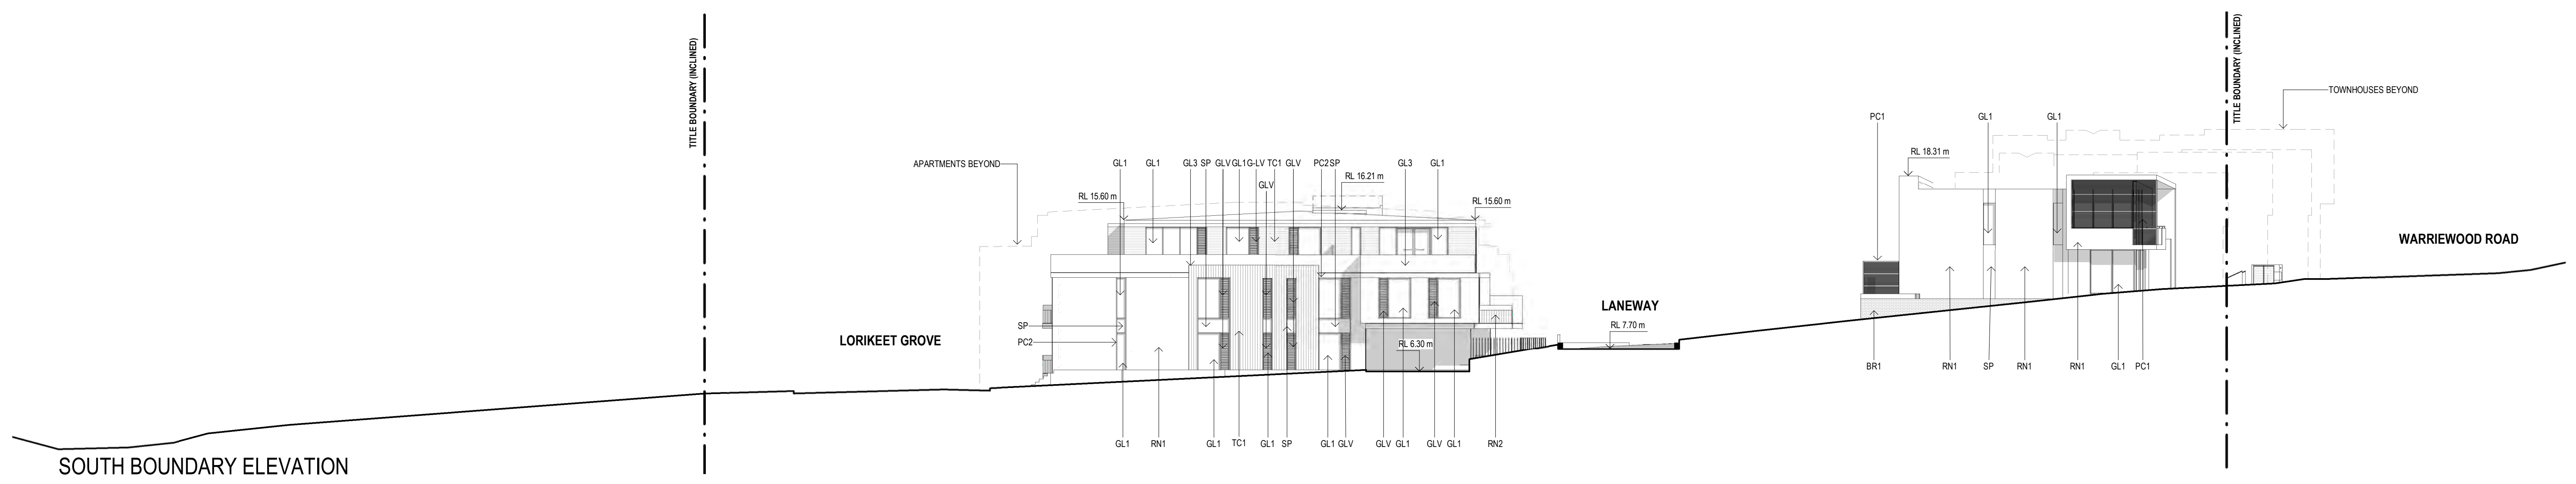 TITLE BOUNDARY (INCLINED)
TITLE BOUNDARY (INCLINED)
TOWNHOUSES BEYOND
PC1 GL1 GL1
APARTMENTS BEYOND
GL1 GL1 GL3 SP GLV GL1 G-LV TC1 GLV PC2 SP GL3 GL1
GLV
RL 18.31 m
RL 16.21 m
RL 15.60 m
RL 15.60 m
WARRIEWOOD ROAD
LANEWAY
SP
RL 7.70 m
LORIKEET GROVE
PC2
RL 6.30 m
BR1 RN1 SP RN1 RN1 GL1 PC1
GL1 RN1 GL1 TC1 GL1 SP GL1 GLV GLV GL1 GLV GL1 RN2
SOUTH BOUNDARY ELEVATION